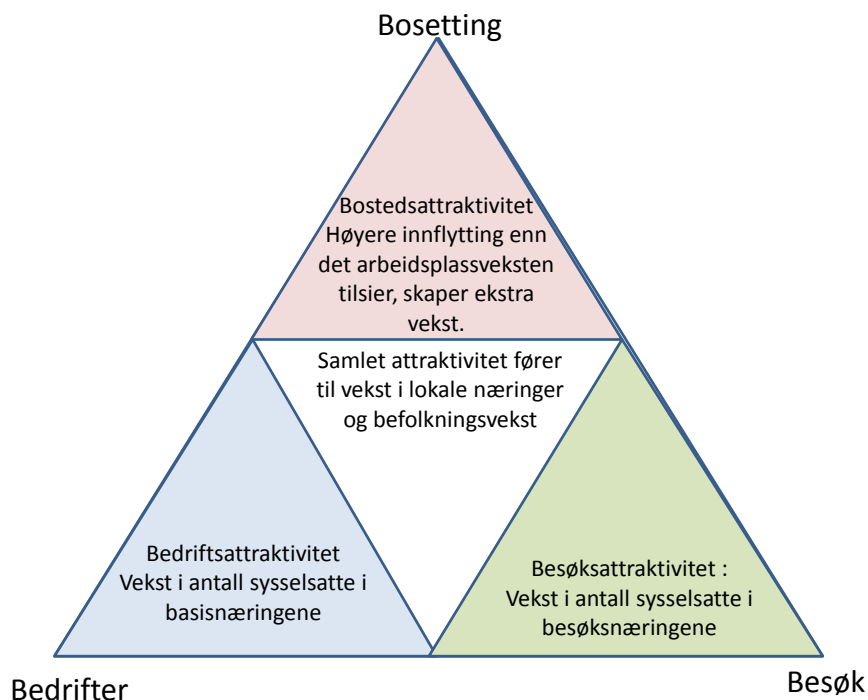 Bosetting
Bostedsattraktivitet
Høyere innflytting enn
det arbeidsplassveksten
tilsier, skaper ekstra
vekst.
Samlet attraktivitet fører
til vekst i lokale næringer
og befolkningsvekst
Bedriftsattraktivitet
Vekst i antall sysselsatte i
basisnæringene
Besøksattraktivitet :
Vekst i antall sysselsatte i
besøksnæringene
Bedrifter
Besøk